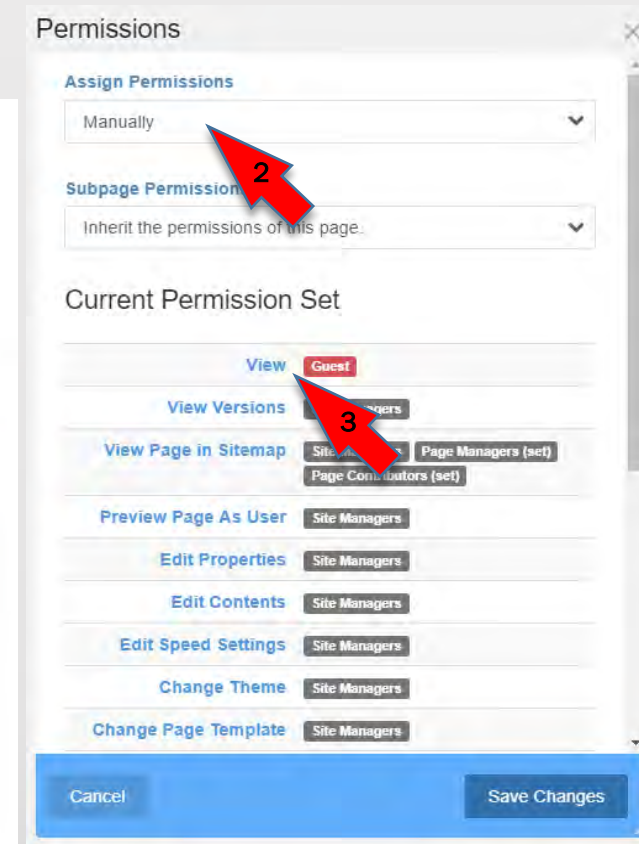 Permissions
Assign Permissions
Manually
2
Subpage Permission
Inherit the permissions of this page.
Current Permission Set
View Guest
3
View Versions
View Page in Sitemap Page Managers (set)
Page Contributors (set)
Preview Page As User Site Managers
Edit Properties Site Managers
Edit Contents Site Managers
Edit Speed Settings Site Managers
Change Theme Site Managers
Change Page Template Site Managers
Cancel Save Changes